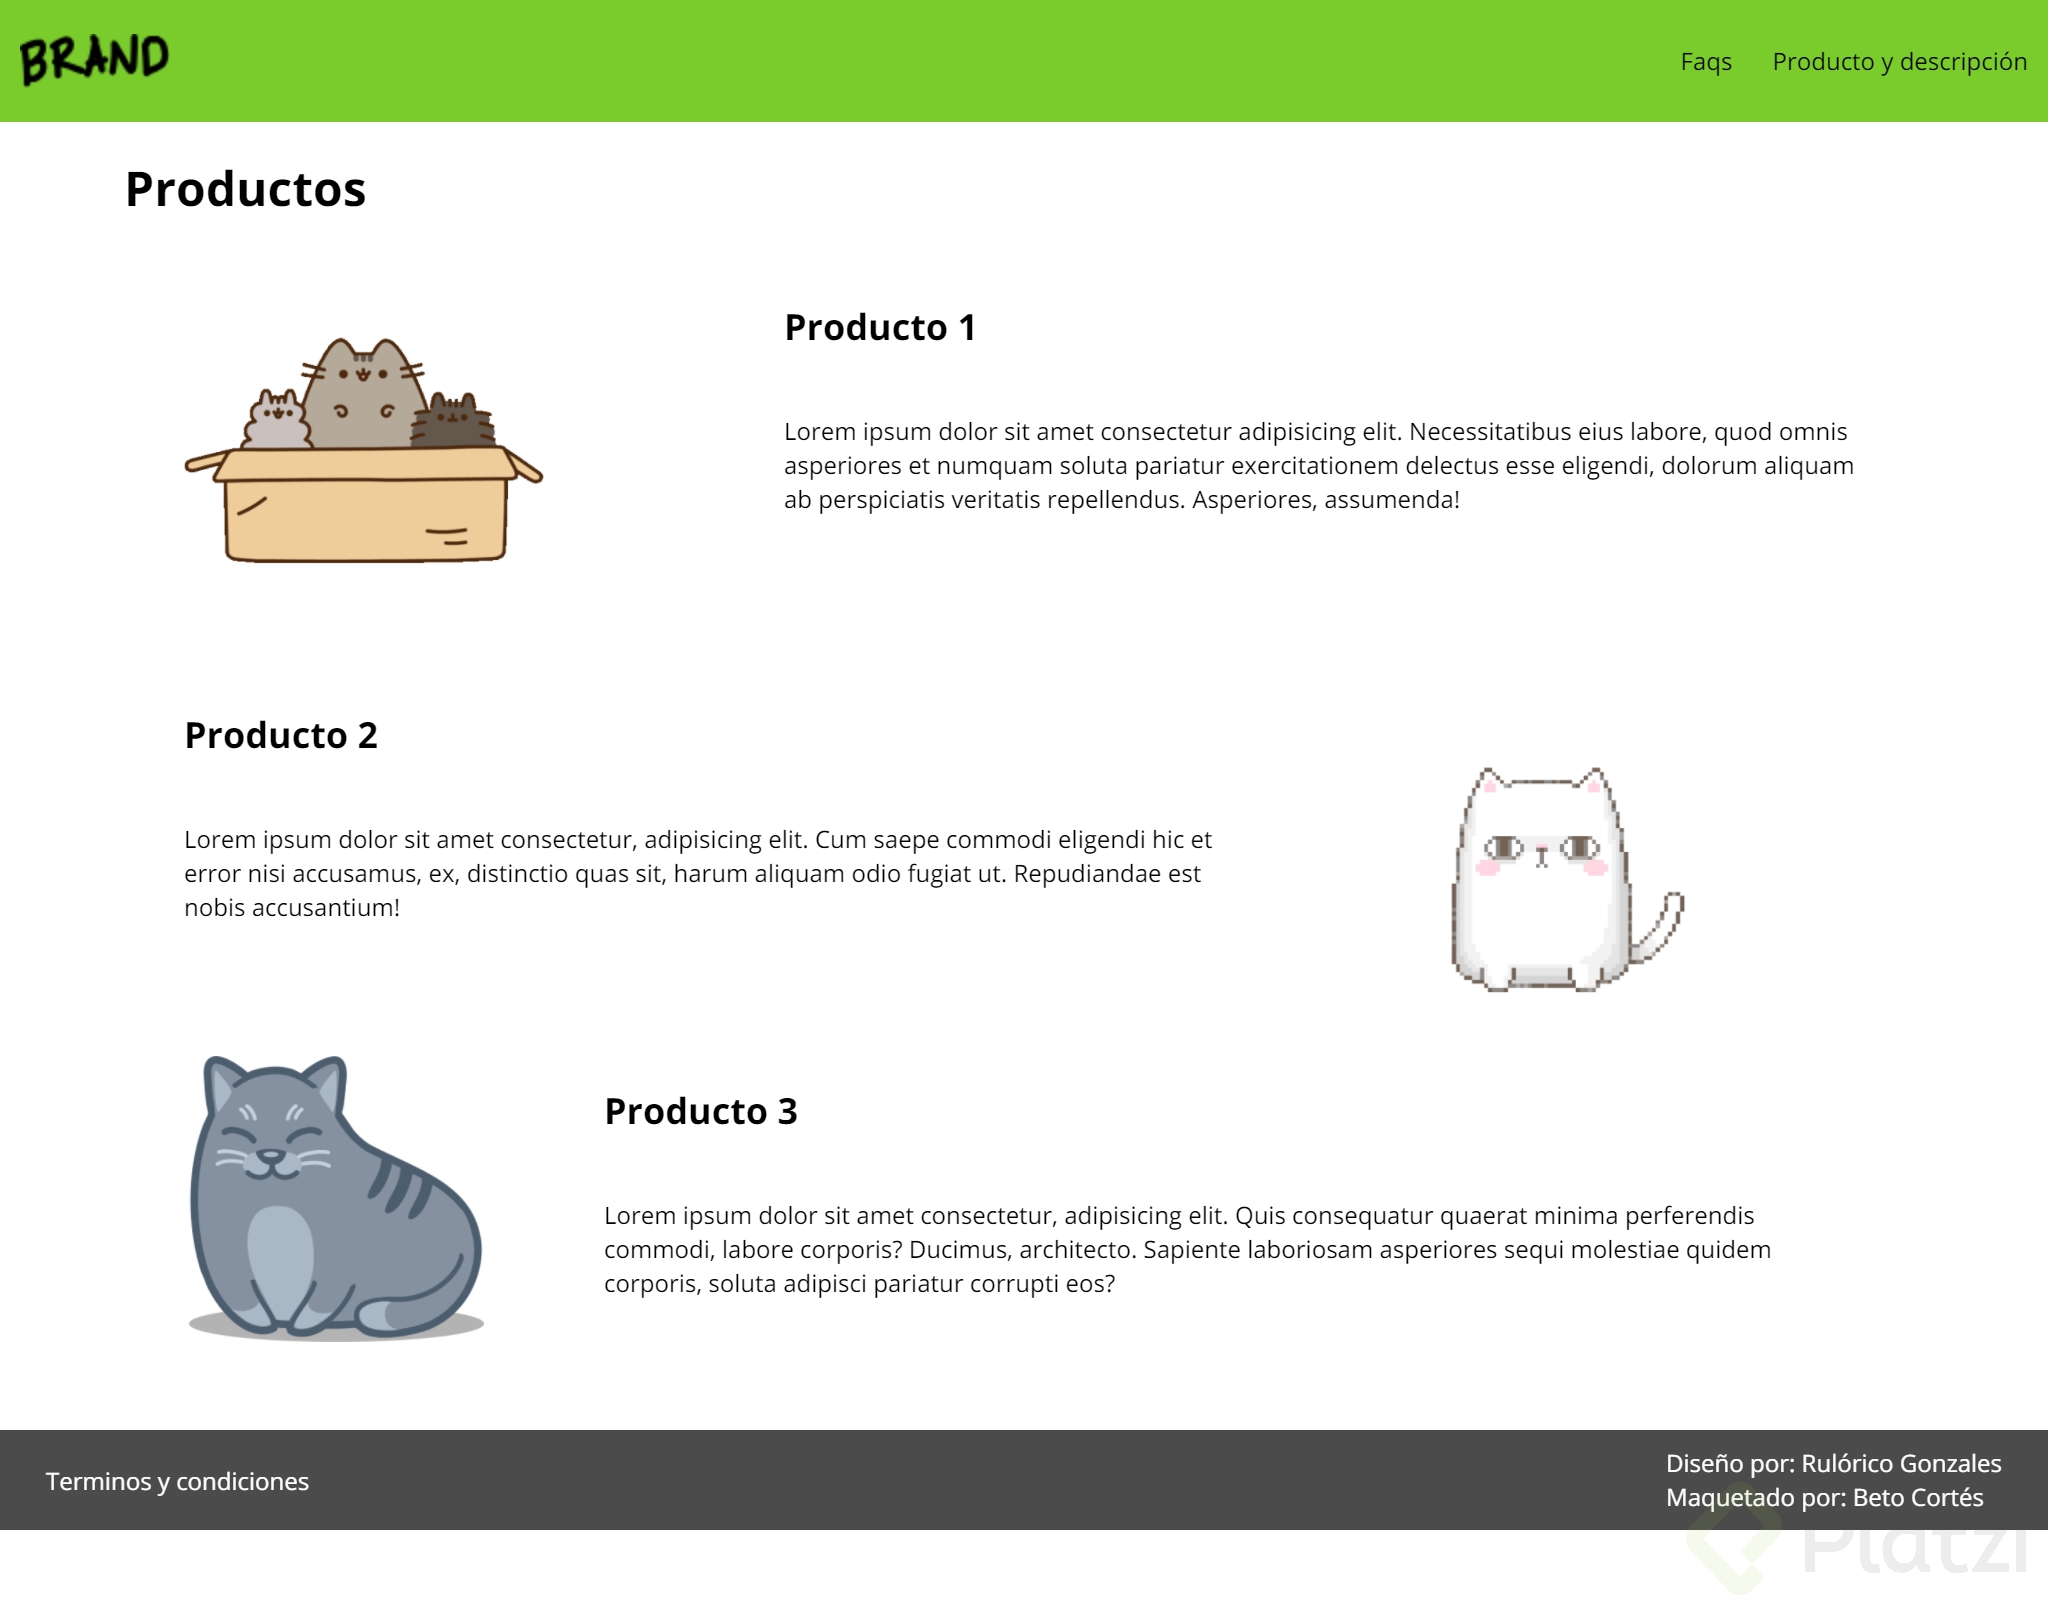 BRAND
Faqs
Producto y descripción
Productos
Producto 1
Lorem ipsum dolor sit amet consectetur adipisicing elit. Necessitatibus eius labore, quod omnis
asperiores et numquam soluta pariatur exercitationem delectus esse eligendi, dolorum aliquam
ab perspiciatis veritatis repellendus. Asperiores, assumenda!
Producto 2
Lorem ipsum dolor sit amet consectetur, adipisicing elit. Cum saepe commodi eligendi hic et
error nisi accusamus, ex, distinctio quas sit, harum aliquam odio fugiat ut. Repudiandae est
nobis accusantium!
Producto 3
Lorem ipsum dolor sit amet consectetur, adipisicing elit. Quis consequatur quaerat minima perferendis
commodi, labore corporis? Ducimus, architecto. Sapiente laboriosam asperiores sequi molestiae quidem
corporis, soluta adipisci pariatur corrupti eos?
Terminos y condiciones
Diseño por: Rulórico Gonzales
Maquetado por: Beto Cortés
Platzi